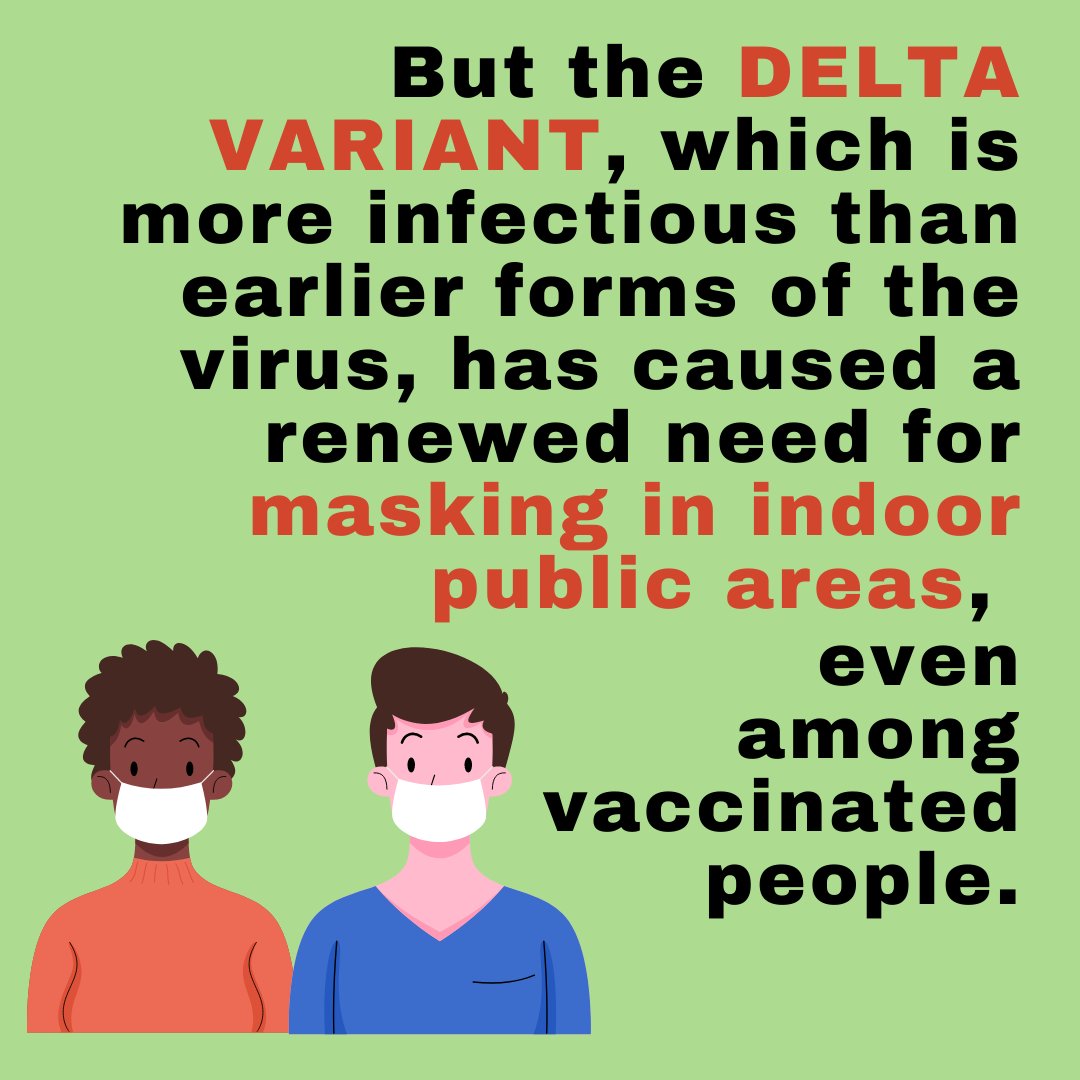 But the DELTA
VARIANT, which is
more infectious than
earlier forms of the
virus, has caused a
renewed need for
masking in indoor
public areas,
even
among
vaccinated
people.